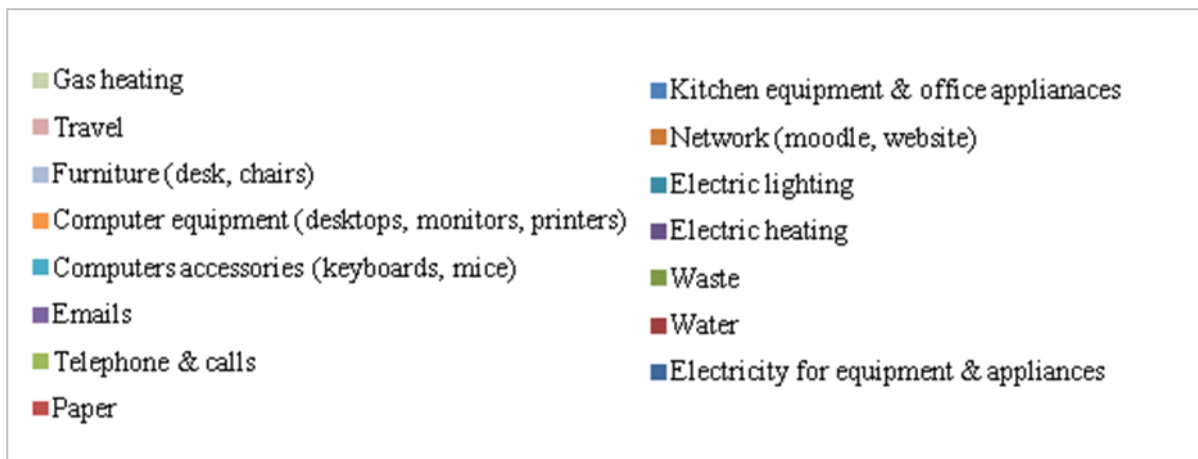 Gas heating
Travel
Furniture (desk, chairs)
Computer equipment (desktops, monitors, printers)
Computers accessories (keyboards, mice)
Emails
Telephone & calls
Paper
Kitchen equipment & office applianaces
Network (moodle, website)
Electric lighting
Electric heating
Waste
Water
Electricity for equipment & appliances